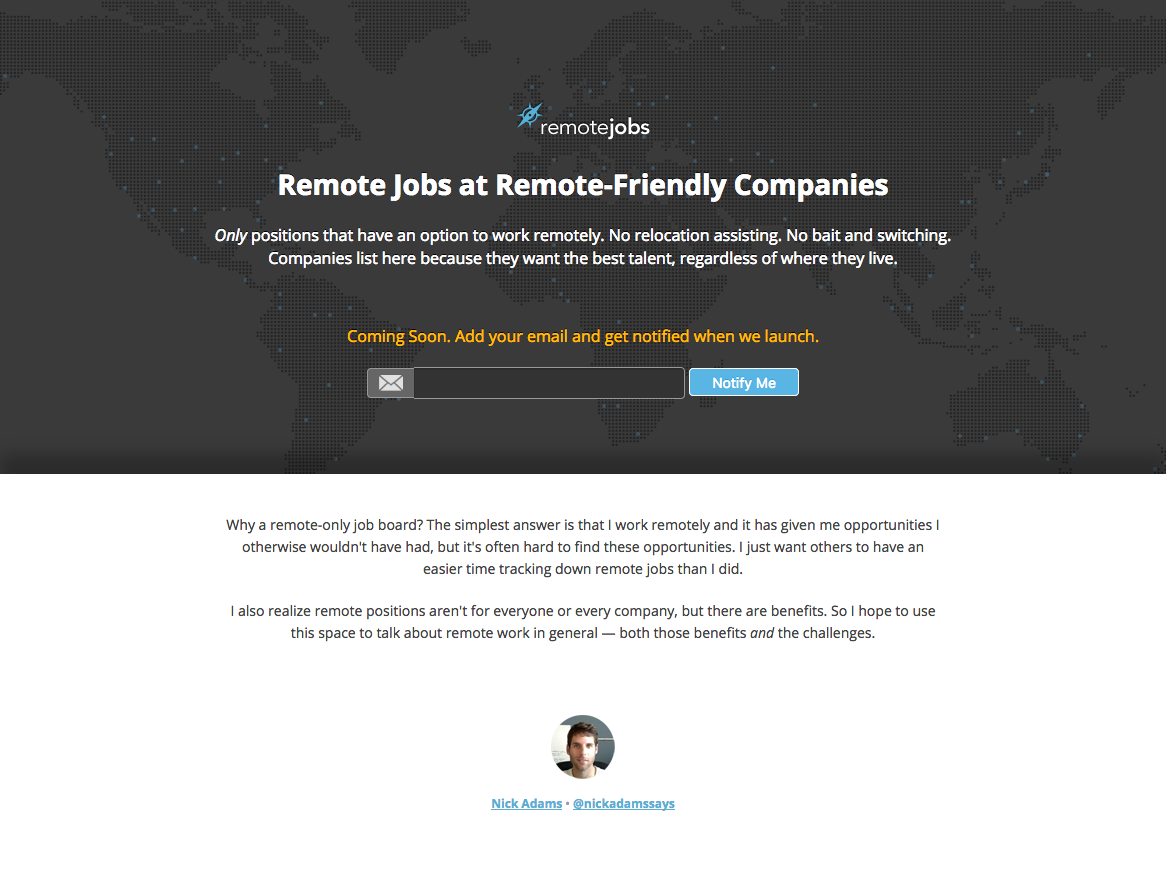 remotejobs
Remote Jobs at Remote-Friendly Companies
Only positions that have an option to work remotely. No relocation assisting. No bait and switching.
Companies list here because they want the best talent, regardless of where they live.
Coming Soon. Add your email and get notified when we launch.
Notify Me
Why a remote-only job board? The simplest answer is that I work remotely and it has given me opportunities I
otherwise wouldn't have had, but it's often hard to find these opportunities. I just want others to have an
easier time tracking down remote jobs than I did.
I also realize remote positions aren't for everyone or every company, but there are benefits. So I hope to use
this space to talk about remote work in general — both those benefits and the challenges.
Nick Adams • @nickadamssays